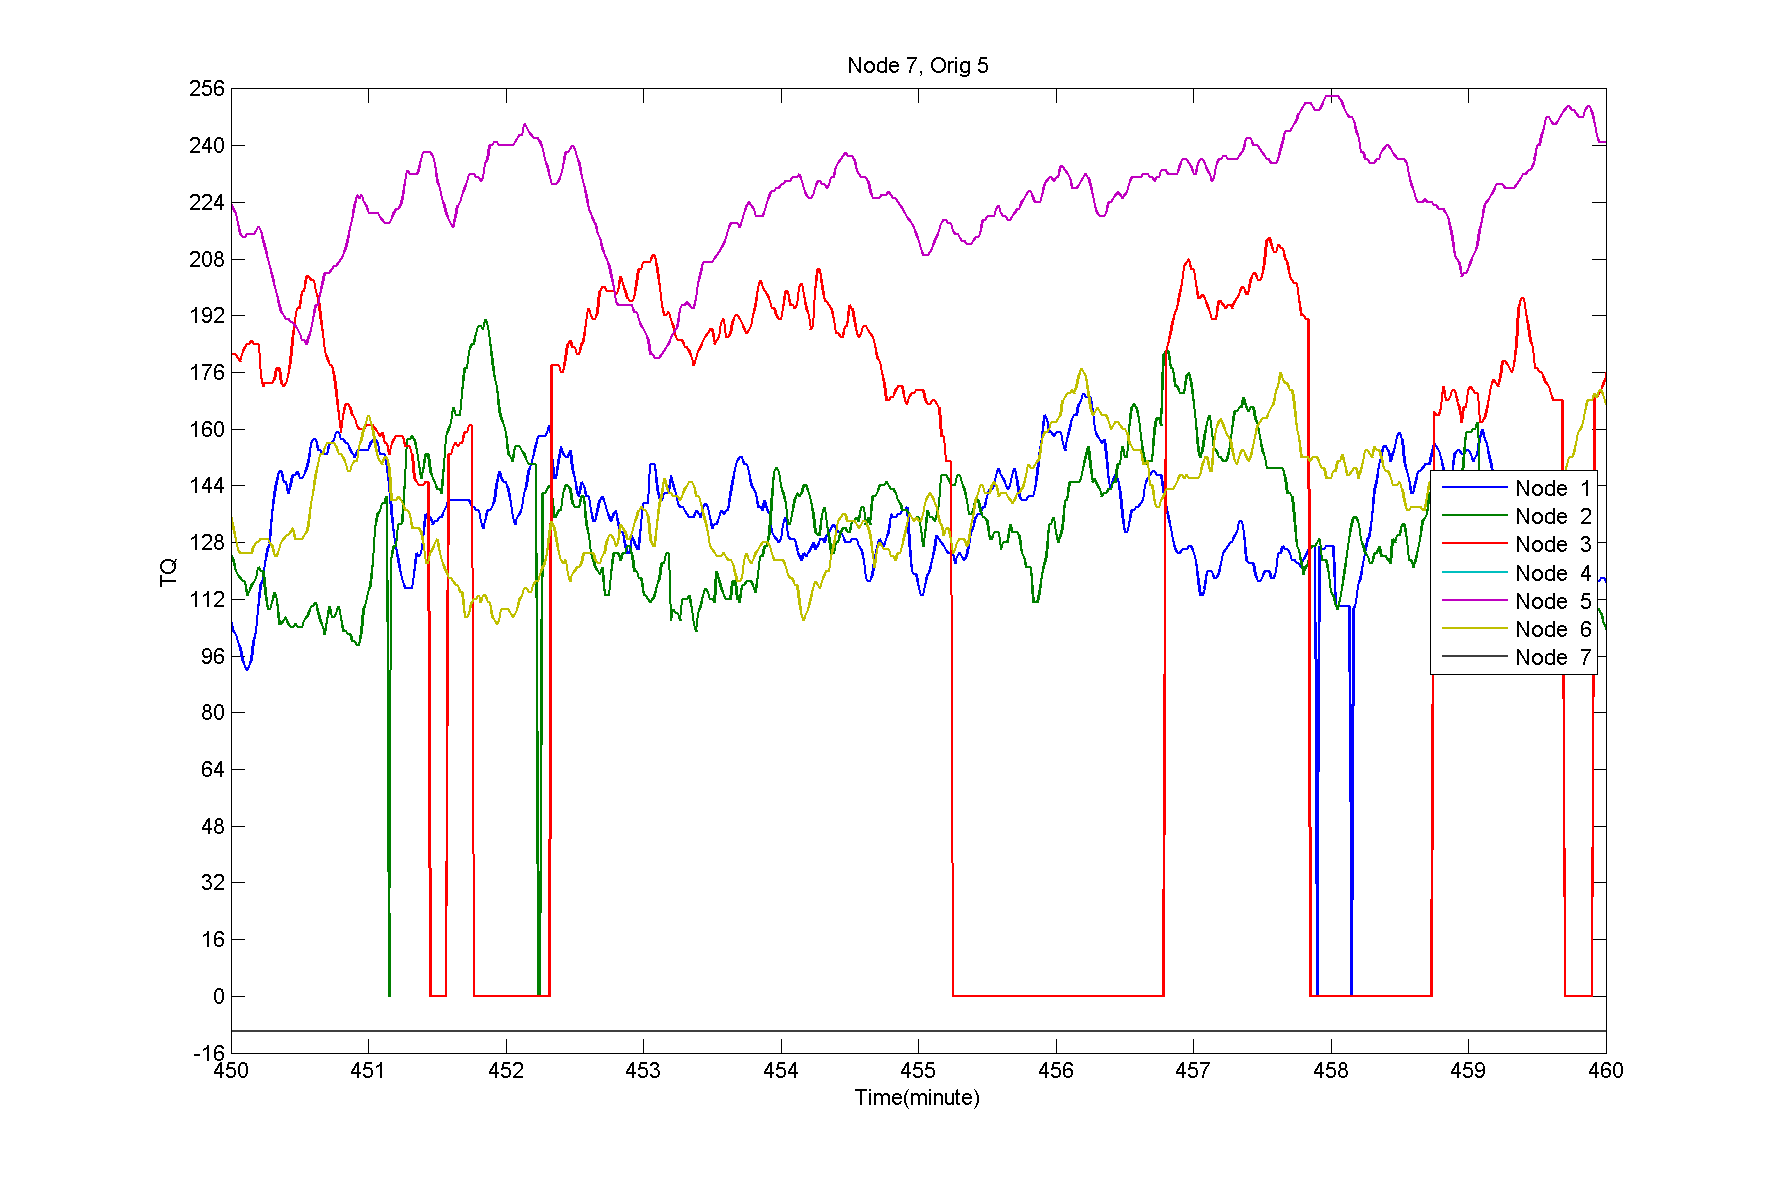 Node 7, Orig 5
256
240
224
208
192
176
160
144
128
112
96
80
64
48
32
16
0
-16
TQ
450 451 452 453 454 455 456 457 458 459 460
Time(minute)
Node 1
Node 2
Node 3
Node 4
Node 5
Node 6
Node 7